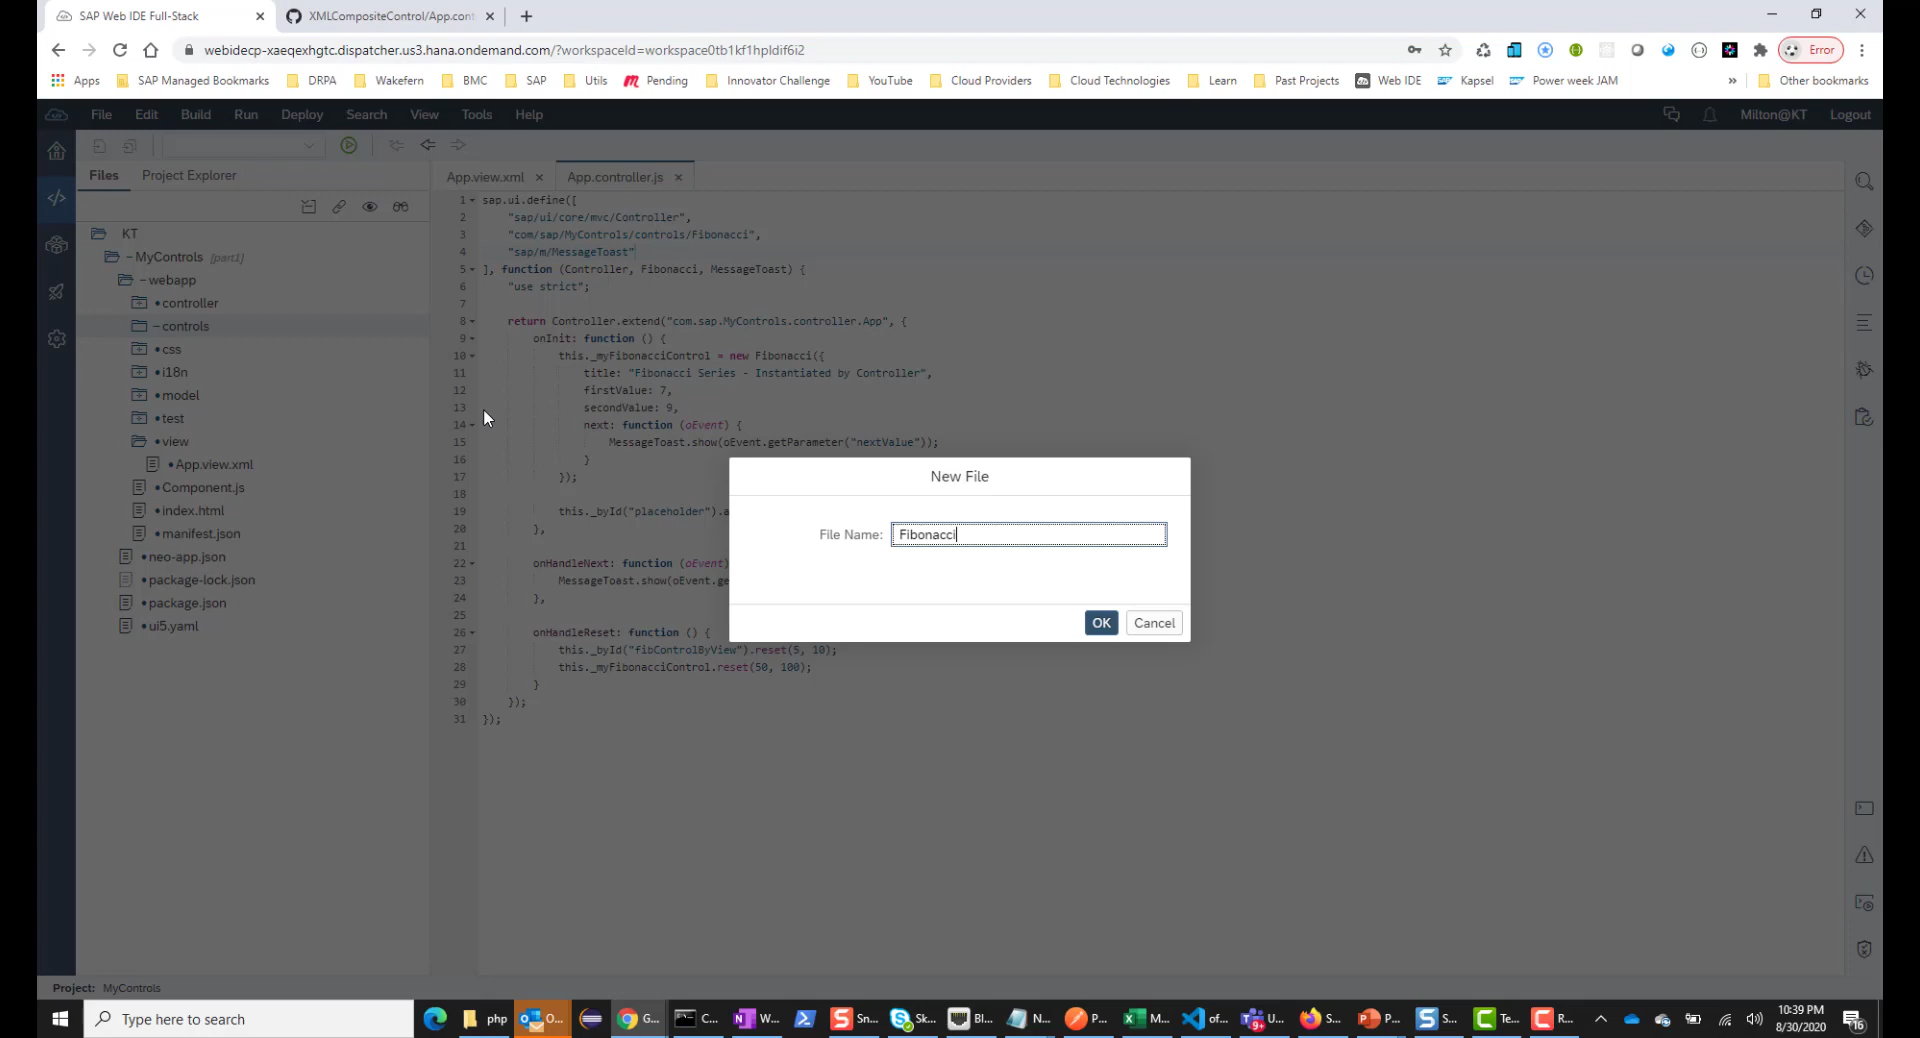 SAP Web IDE Full-Stack
XMLCompositeControl/App.cont
webidecp-xaeqexhgtc.dispatcher.us3.hana.ondemand.com/?workspaceId=workspace0tb1kf1hpldif6i2
Error
Apps SAP Managed Bookmarks DRPA Wakefern BMC SAP Utils Pending Innovator Challenge YouTube Cloud Providers Cloud Technologies Learn Past Projects Web IDE Kapsel Power week JAM » Other bookmarks
File Edit Build Run Deploy Search View Tools Help Milton@KT Logout
Files Project Explorer
KT
MyControls [part1]
webapp
controller
controls
css
i18n
model
test
view
App.view.xml
Component.js
index.html
manifest.json
neo-app.json
package-lock.json
package.json
ui5.yaml
App.view.xml App.controller.js
1 sap.ui.define([
2 "sap/ui/core/mvc/Controller",
3 "com/sap/MyControls/controls/Fibonacci",
4 "sap/m/MessageToast"
5 ], function (Controller, Fibonacci, MessageToast) {
6 "use strict";
7
8 return Controller.extend("com.sap.MyControls.controller.App", {
9 onInit: function () {
10 this._myFibonacciControl = new Fibonacci({
11 title: "Fibonacci Series - Instantiated by Controller",
12 firstValue: 7,
13 secondValue: 9,
14 next: function (oEvent) {
15 MessageToast.show(oEvent.getParameter("nextValue"));
16 }
17 });
18
19 this._byId("placeholder").a
20 },
21
22 onHandleNext: function (oEvent)
23 MessageToast.show(oEvent.ge
24 },
25
26 onHandleReset: function () {
27 this._byId("fibControlByView").reset(5, 10);
28 this._myFibonacciControl.reset(50, 100);
29 }
30 });
31 });
New File
File Name: Fibonacci
OK Cancel
Project: MyControls
Type here to search
php O... G... C... W... Sn... Sk... Bl... N... P... M... of... U... S... P... S... Te... R...
9+
10:39 PM
8/30/2020
16